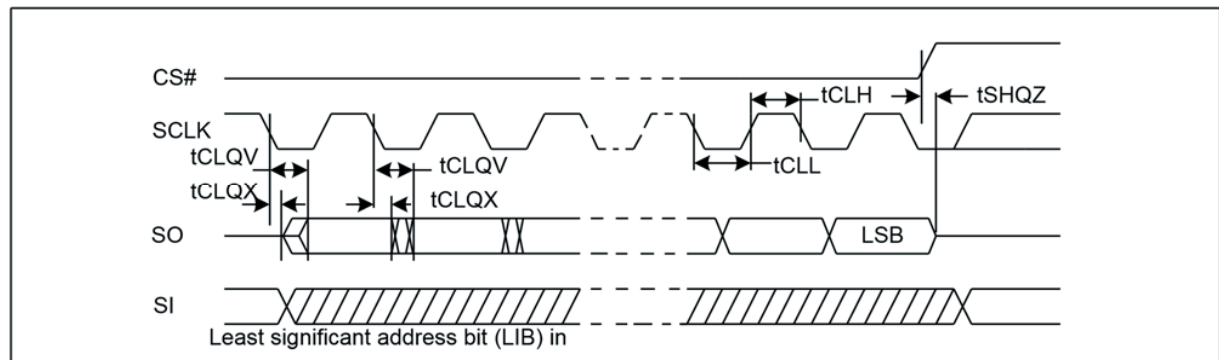 CS#
tCLH
tSHQZ
SCLK
tCLQV
tCLQV
tCLL
tCLQX
tCLQX
SO
LSB
SI
Least significant address bit (LIB) in